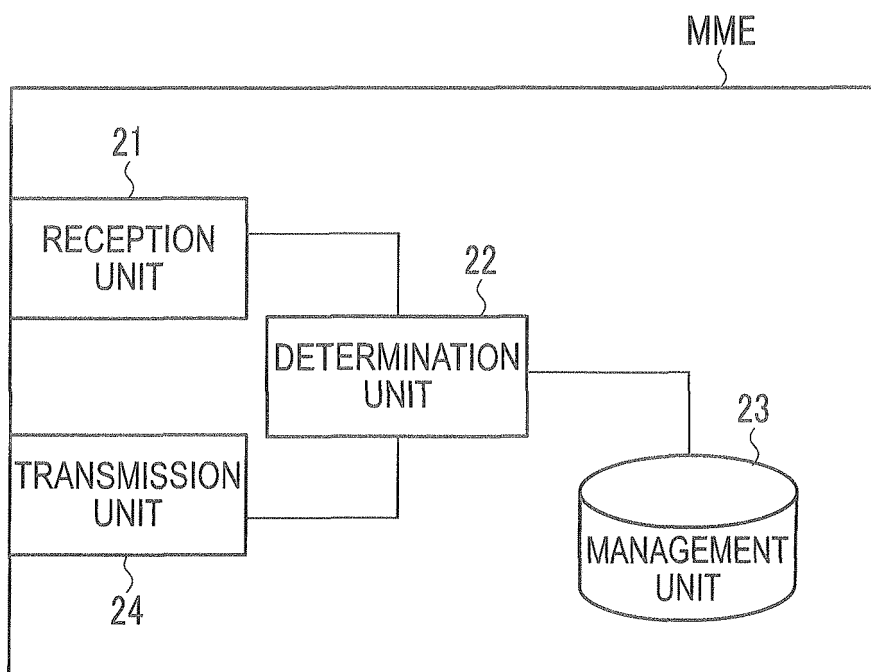 MME
21
RECEPTION
UNIT
22
DETERMINATION
UNIT
23
TRANSMISSION
UNIT
MANAGEMENT
UNIT
24